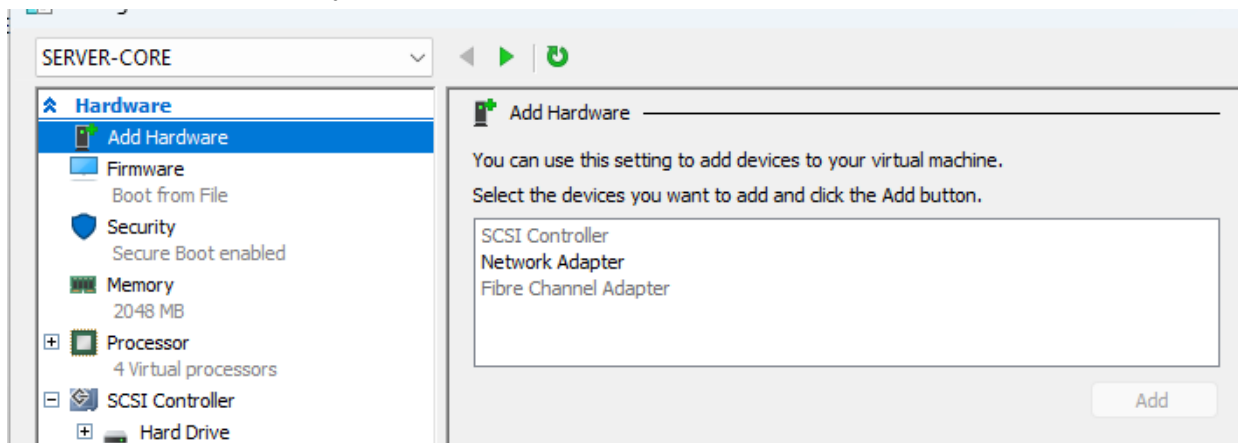 SERVER-CORE
Hardware
Add Hardware
Firmware
Boot from File
Security
Secure Boot enabled
Memory
2048 MB
Processor
4 Virtual processors
SCSI Controller
Hard Drive
Add Hardware
You can use this setting to add devices to your virtual machine.
Select the devices you want to add and click the Add button.
SCSI Controller
Network Adapter
Fibre Channel Adapter
Add